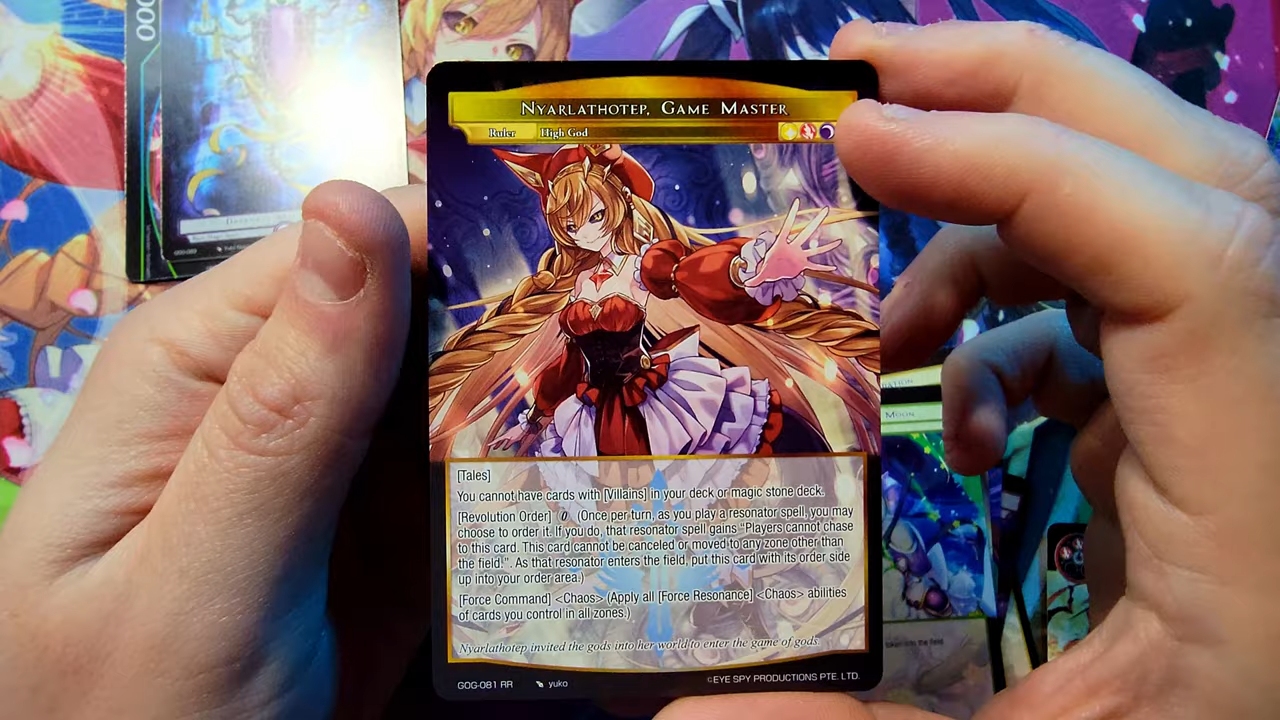 NYARLATHOTEP, GAME MASTER
Ruler High God
[Tales]
You cannot have cards with [Villains] in your deck or magic stone deck.
[Revolution Order] 0 (Once per turn, as you play a resonator spell, you may
choose to order it. If you do, that resonator spell gains "Players cannot chase
to this card. This card cannot be canceled or moved to any zone other than
the field!". As that resonator enters the field, put this card with its order side
up into your order area.)
[Force Command] <Chaos> (Apply all [Force Resonance] <Chaos> abilities
of cards you control in all zones.)
Nyarlathotep invited the gods into her world to enter the game of gods.
GOG-081 RR yuko ©EYE SPY PRODUCTIONS PTE. LTD.
MOON